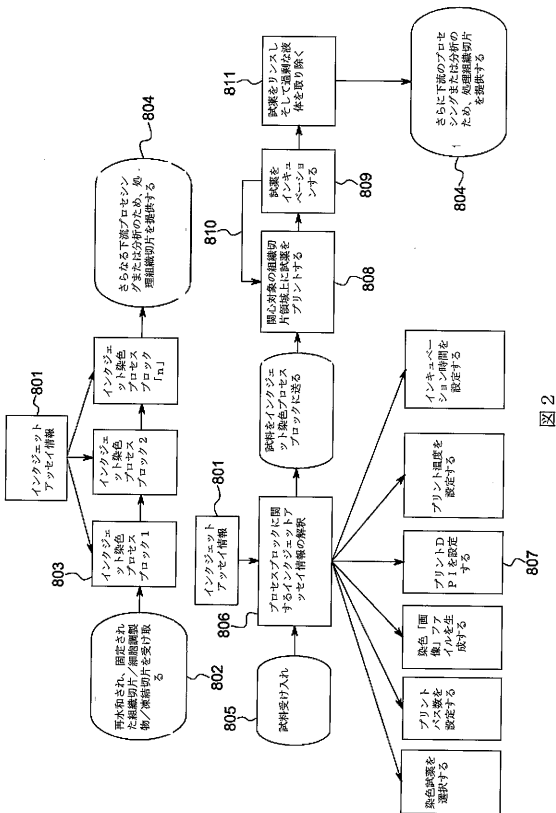 801
インクジェット
アッセイ情報
802
再水和され、固定され
た組織切片/細胞調製
物/凍結切片を受け取
る
803
インクジェ
ット染色プ
ロセス
ブロック1
インクジェ
ット染色プ
ロセス
ブロック2
インクジェ
ット染色
プロセス
ブロック
「n」
804
さらなる下流プロセシン
グまたは分析のため、処
理組織切片を提供する
805
試料受け入れ
801
インクジェット
アッセイ情報
806
プロセスブロックに関
するインクジェットア
ッセイ情報の解釈
試料をインクジェ
ット染色プロセス
ブロックに送る
808
関心対象の組織切
片領域上に試薬を
プリントする
810
809
試薬を
インキュ
ベーショ
ンする
811
試薬をリンスし
そして過剰な液
体を取り除く
804
さらに下流のプロセ
シングまたは分析の
ため、処理組織切片
を提供する
染色試薬を
選択する
プリント
パス数を
設定する
染色「画
像」ファ
イルを生
成する
807
プリントD
PIを設定
する
プリント温度を
設定する
インキュベー
ション時間を
設定する
図2